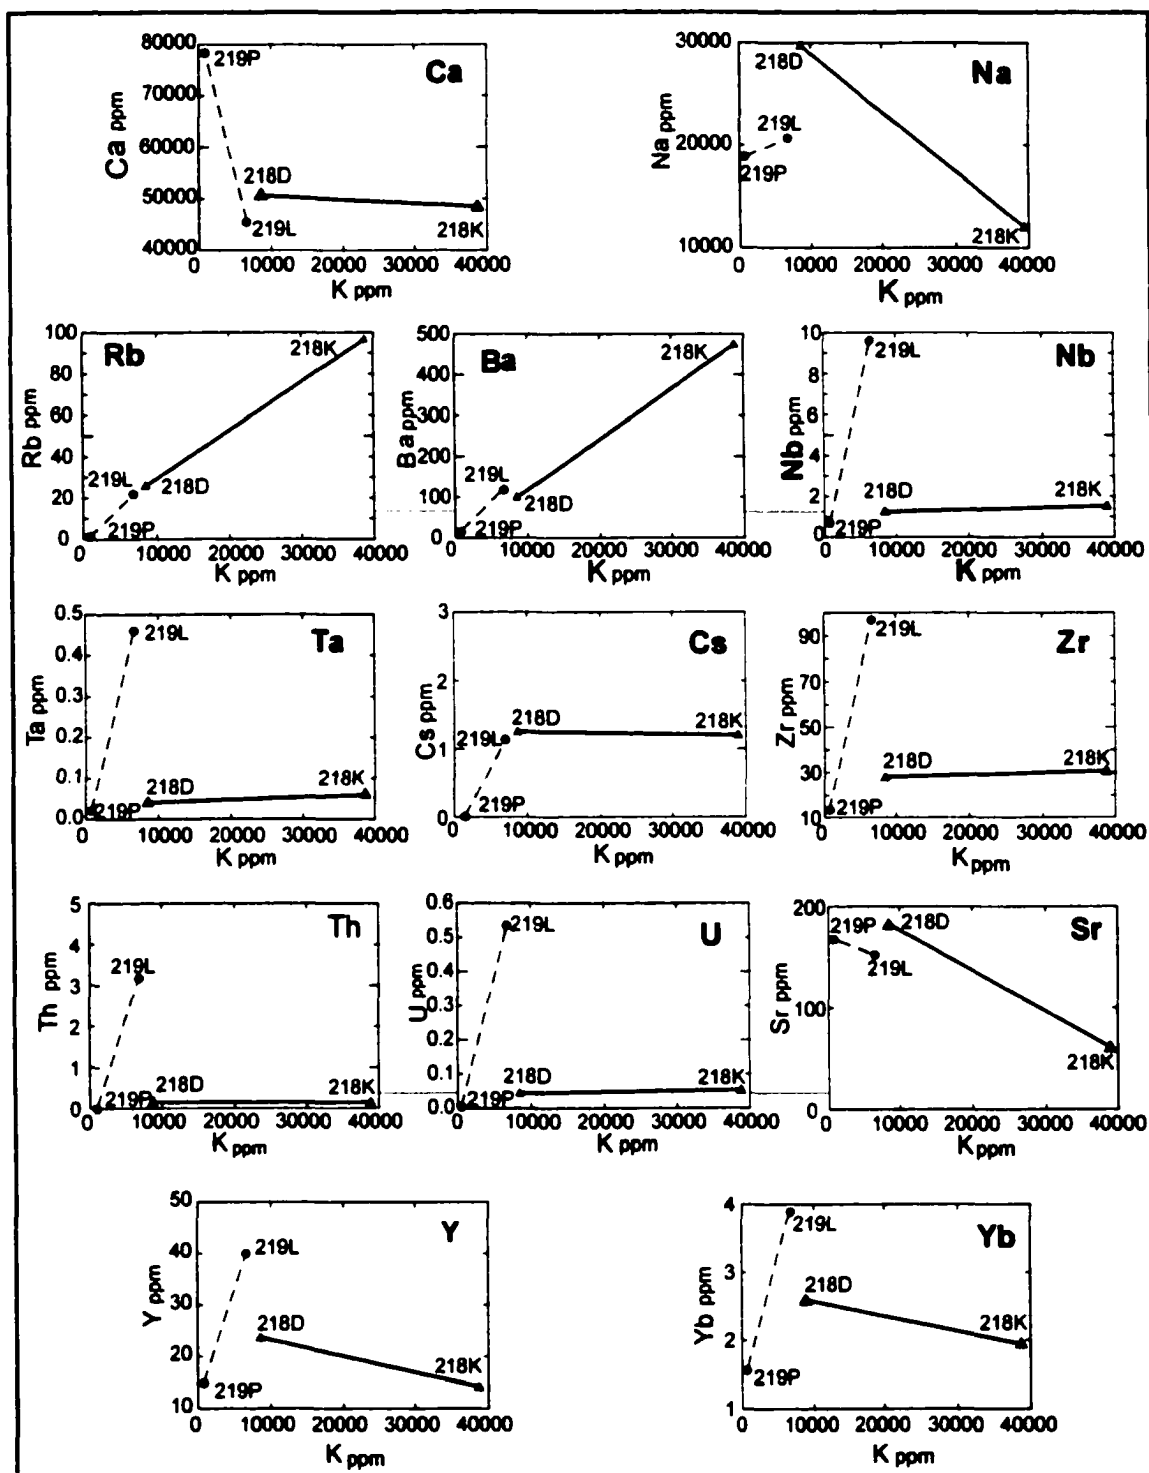 80000
70000
60000
50000
40000
Ca ppm
219P
Ca
218D
219L
218K
0 10000 20000 30000 40000
K ppm
30000
20000
10000
Na ppm
218D
Na
219L
219P
218K
0 10000 20000 30000 40000
K ppm
100
80
60
40
20
0
Rb ppm
Rb
218K
219L
218D
219P
0 10000 20000 30000 40000
K ppm
500
400
300
200
100
0
Ba ppm
Ba
218K
219L
218D
219P
0 10000 20000 30000 40000
K ppm
10
8
6
4
2
0
Nb ppm
219L
Nb
218D
218K
219P
0 10000 20000 30000 40000
K ppm
0.5
0.4
0.3
0.2
0.1
0.0
Ta ppm
219L
Ta
218D
218K
219P
0 10000 20000 30000 40000
K ppm
3
2
1
0
Cs ppm
Cs
218D
218K
219L
219P
0 10000 20000 30000 40000
K ppm
90
70
50
30
10
Zr ppm
219L
Zr
218D
218K
219P
0 10000 20000 30000 40000
K ppm
5
4
3
2
1
0
Th ppm
Th
219L
218D
218K
219P
0 10000 20000 30000 40000
K ppm
0.6
0.5
0.4
0.3
0.2
0.1
0.0
U ppm
219L
U
218D
218K
219P
0 10000 20000 30000 40000
K ppm
200
100
0
Sr ppm
219P
218D
Sr
219L
218K
0 10000 20000 30000 40000
K ppm
50
40
30
20
10
Y ppm
Y
219L
218D
218K
219P
0 10000 20000 30000 40000
K ppm
4
3
2
1
Yb ppm
219L
Yb
218D
218K
219P
0 10000 20000 30000 40000
K ppm